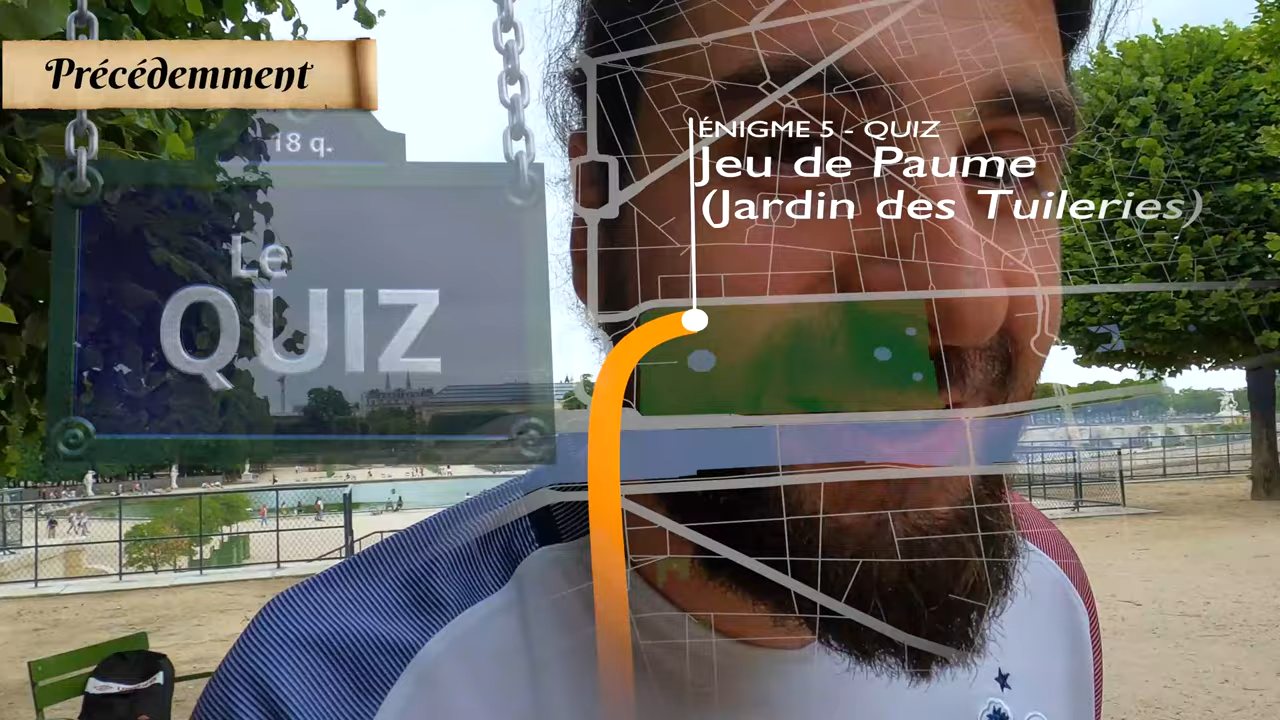 Précédemment
18 q.
Le
QUIZ
ÉNIGME 5 - QUIZ
Jeu de Paume
(Jardin des Tuileries)